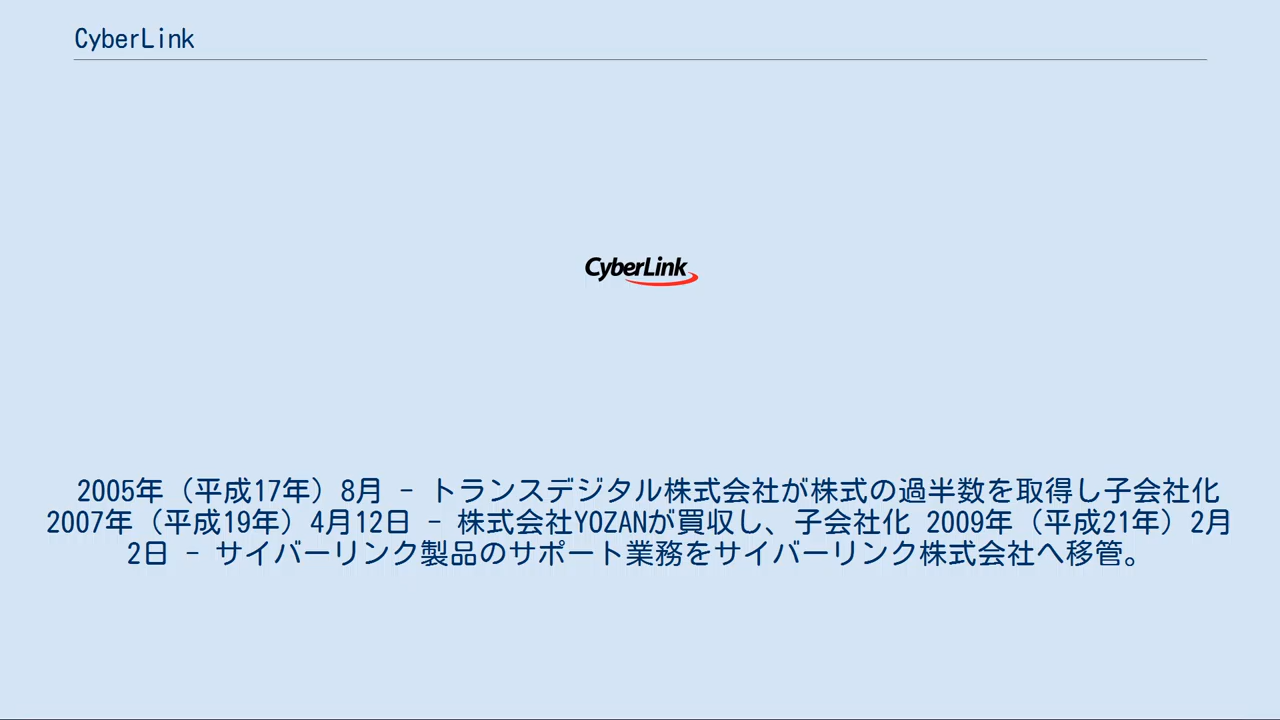 CyberLink
CyberLink
2005年（平成17年）8月 - トランスデジタル株式会社が株式の過半数を取得し子会社化
2007年（平成19年）4月12日 - 株式会社YOZANが買収し、子会社化 2009年（平成21年）2月
2日 - サイバーリンク製品のサポート業務をサイバーリンク株式会社へ移管。